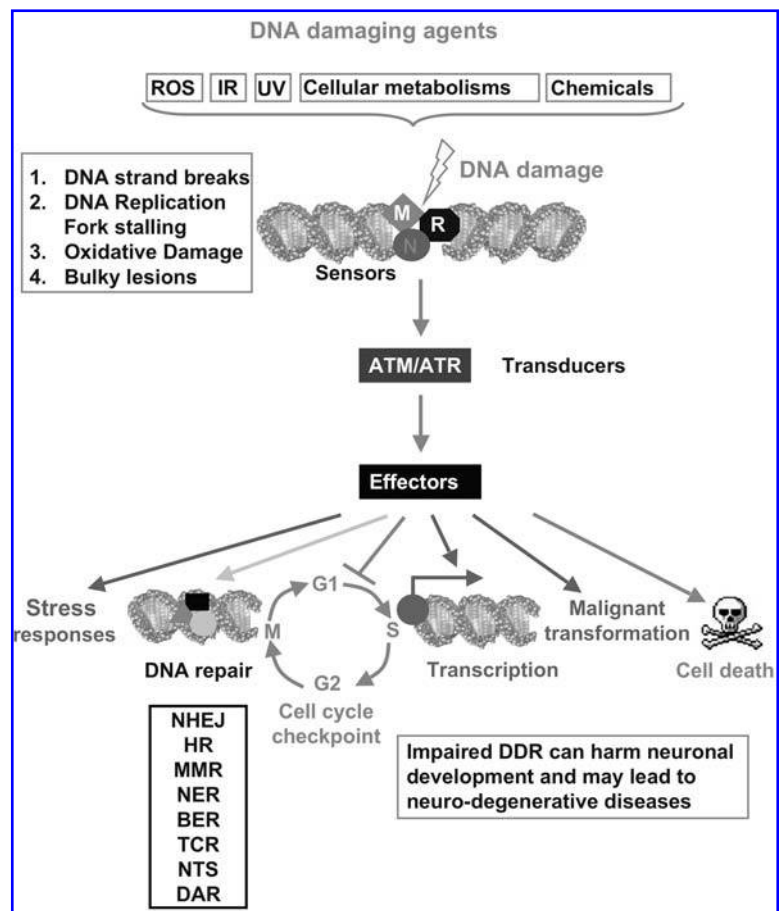 DNA damaging agents
ROS IR UV Cellular metabolisms Chemicals
DNA damage
1. DNA strand breaks
2. DNA Replication
Fork stalling
3. Oxidative Damage
4. Bulky lesions
M
R
N
Sensors
ATM/ATR
Transducers
Effectors
Stress
responses
DNA repair
G1
M
S
G2
Cell cycle
checkpoint
Transcription
Malignant
transformation
Cell death
NHEJ
HR
MMR
NER
BER
TCR
NTS
DAR
Impaired DDR can harm neuronal
development and may lead to
neuro-degenerative diseases